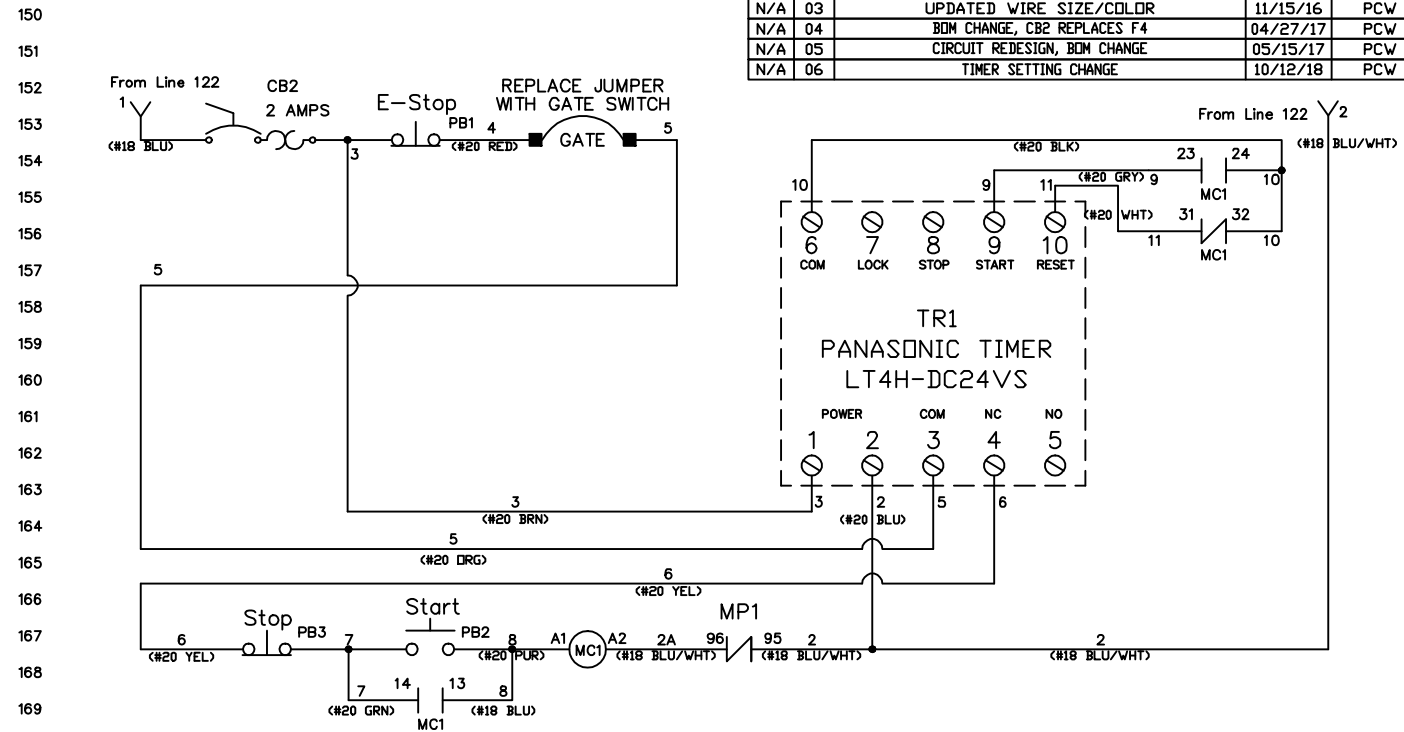 150
151
152
153
154
155
156
157
158
159
160
161
162
163
164
165
166
167
168
169
N/A 03 UPDATED WIRE SIZE/COLOR 11/15/16 PCW
N/A 04 BOM CHANGE, CB2 REPLACES F4 04/27/17 PCW
N/A 05 CIRCUIT REDESIGN, BOM CHANGE 05/15/17 PCW
N/A 06 TIMER SETTING CHANGE 10/12/18 PCW
From Line 122
1
(#18 BLU)
CB2
2 AMPS
3
E-Stop
PB1
4
(#20 RED)
REPLACE JUMPER
WITH GATE SWITCH
GATE
5
From Line 122
2
(#18 BLU/WHT)
(#20 BLK)
23 24
MC1
10
(#20 GRY) 9
10 9 11
(#20 WHT)
11
31 32
MC1
10
6 7 8 9 10
COM LOCK STOP START RESET
TR1
PANASONIC TIMER
LT4H-DC24VS
POWER COM NC NO
1 2 3 4 5
3 2 5 6
(#20 BLU)
5
3
(#20 BRN)
5
(#20 ORG)
6
(#20 YEL)
6
(#20 YEL)
Stop
PB3
7
Start
PB2
8
(#20 PUR)
A1 MC1 A2
2A
(#18 BLU/WHT)
MP1
96 95
2
(#18 BLU/WHT)
2
(#18 BLU/WHT)
7
(#20 GRN)
14 13
MC1
8
(#18 BLU)